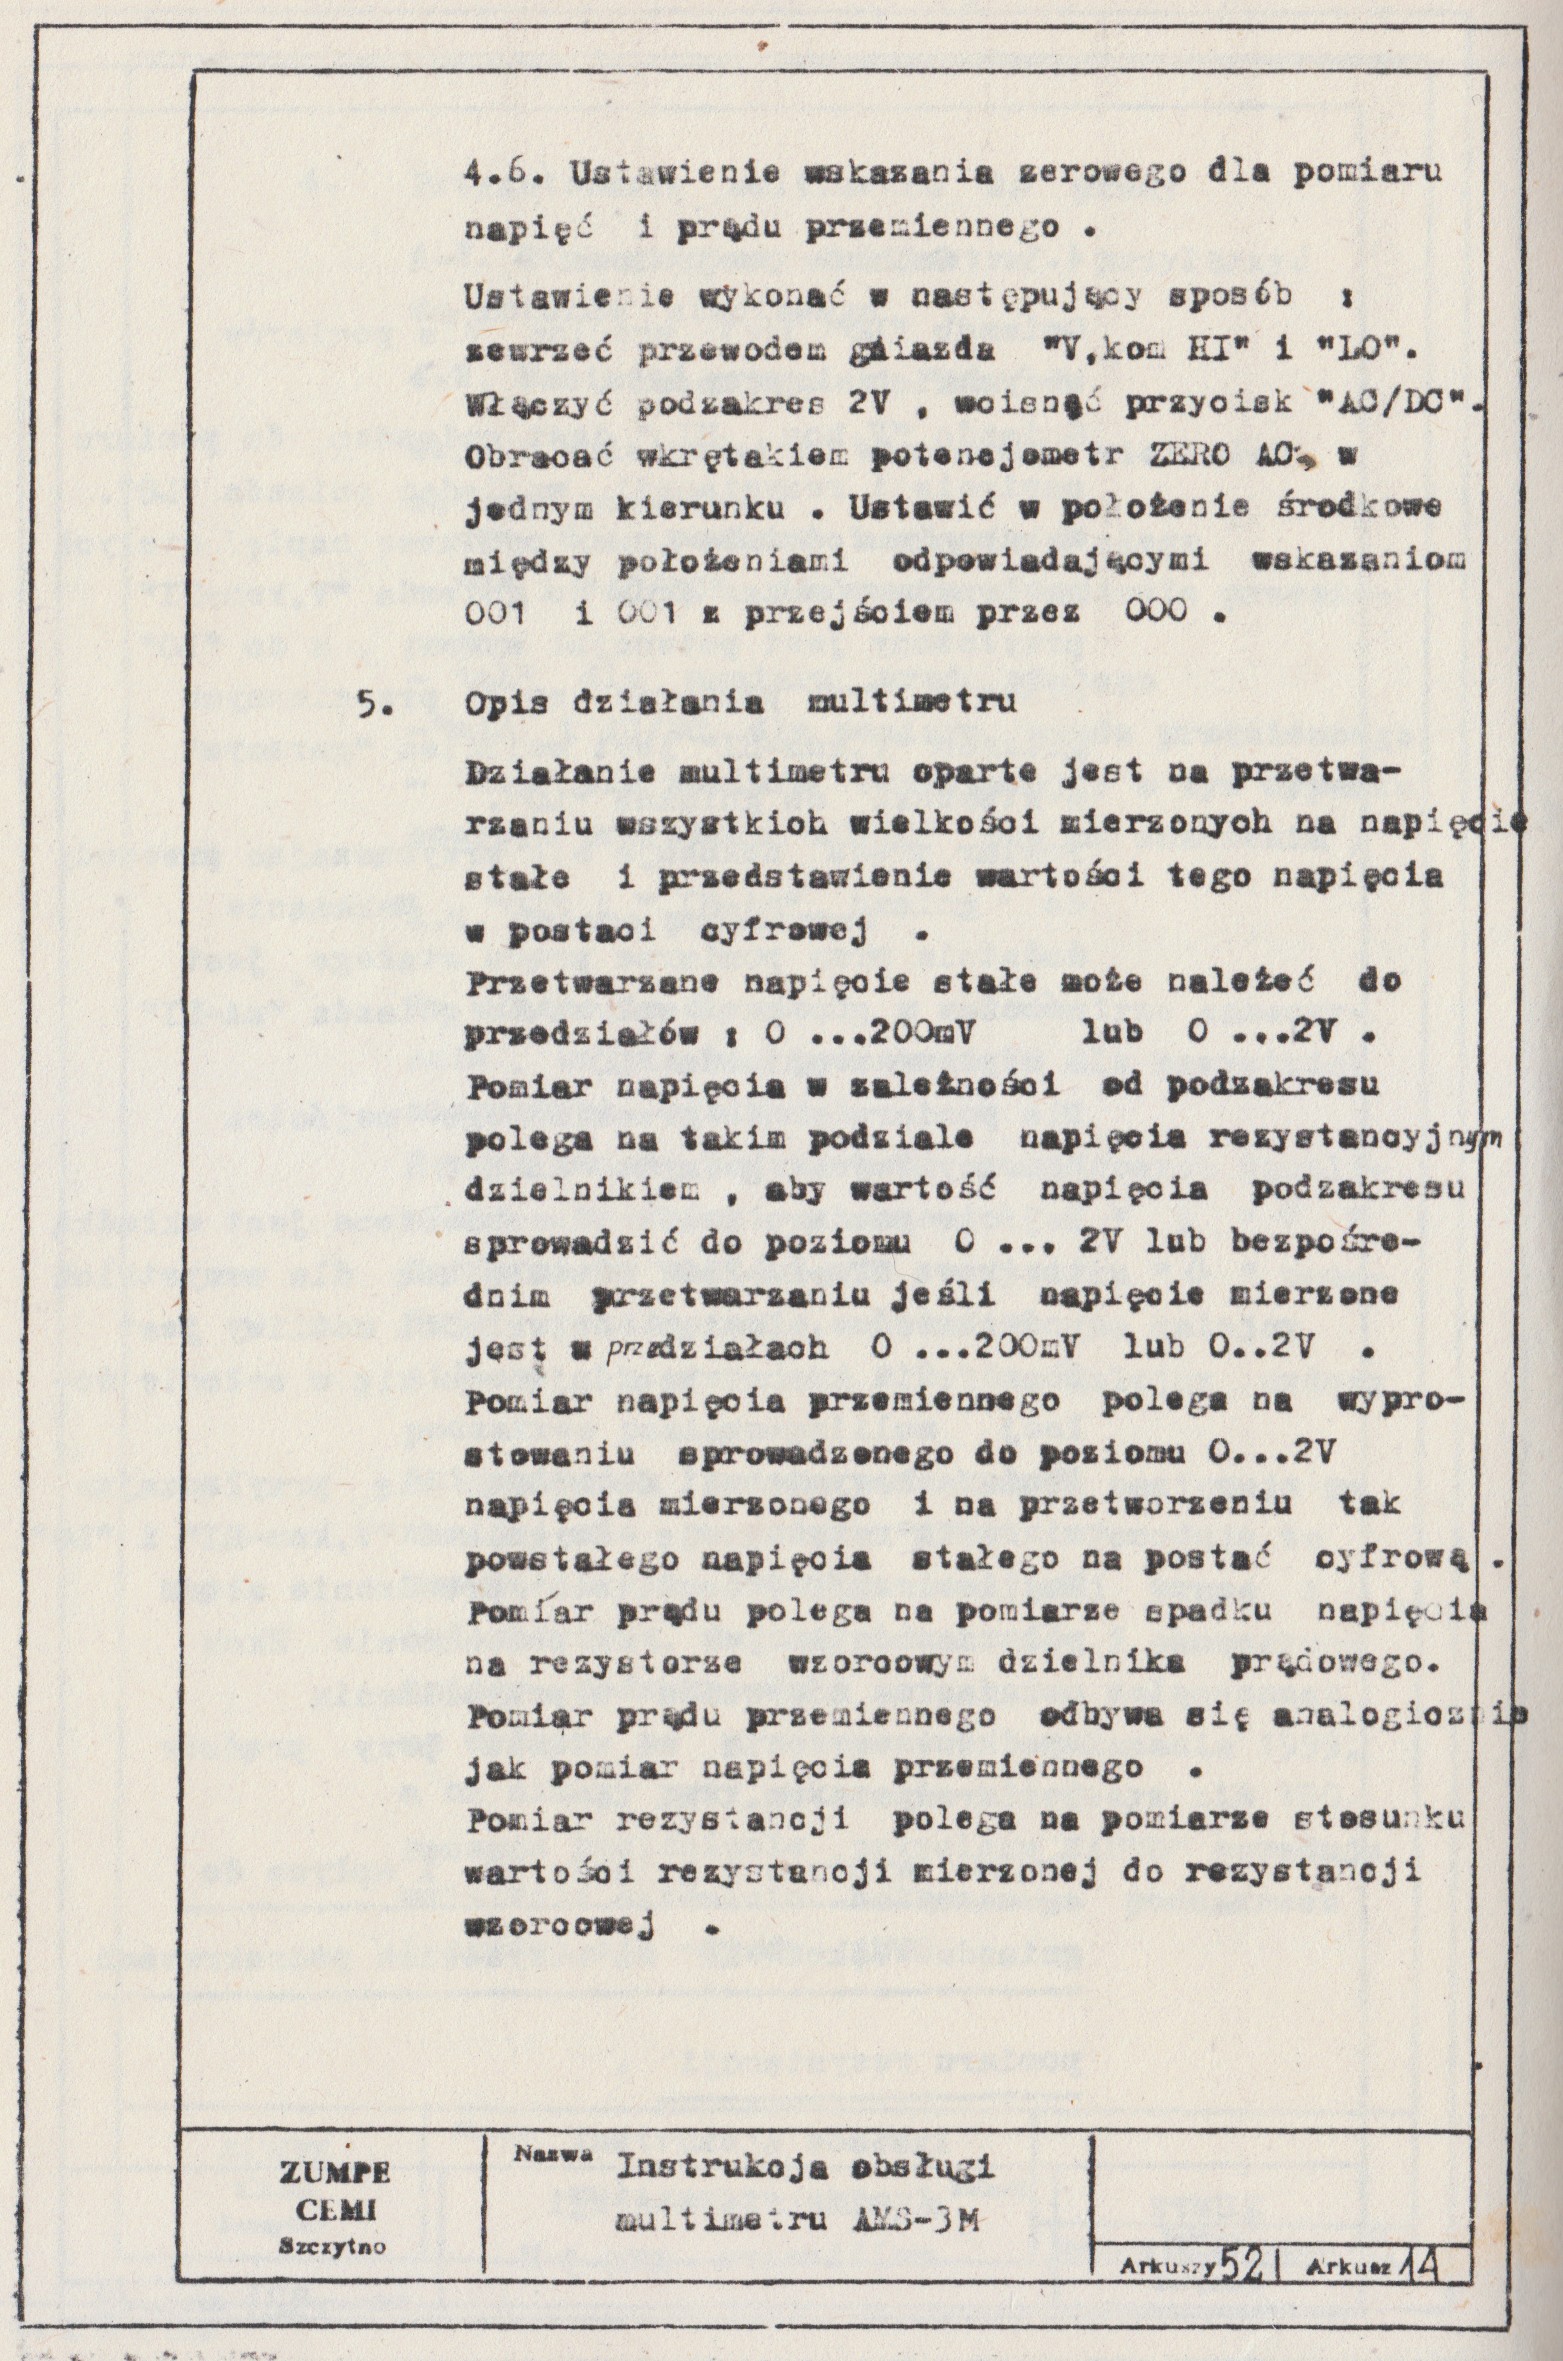 4.6. Ustawienie wskazania zerowego dla pomiaru
napięć i prądu przemiennego .
Ustawienie wykonać w następujący sposób :
zewrzeć przewodem gniazda "V,kom HI" i "LO".
Włączyć podzakres 2V , wcisnąć przycisk "AC/DC".
Obracać wkrętakiem potencjometr ZERO AC, w
jednym kierunku . Ustawić w położenie środkowe
między położeniami odpowiadającymi wskazaniom
001 i 001 z przejściem przez 000 .
5. Opis działania multimetru
Działanie multimetru oparte jest na przetwa-
rzaniu wszystkich wielkości mierzonych na napięcie
stałe i przedstawienie wartości tego napięcia
w postaci cyfrowej .
Przetwarzane napięcie stałe może należeć do
przedziałów : 0 ...200mV lub 0 ...2V .
Pomiar napięcia w zależności od podzakresu
polega na takim podziale napięcia rezystancyjnym
dzielnikiem , aby wartość napięcia podzakresu
sprowadzić do poziomu 0 ... 2V lub bezpośre-
dnim przetwarzaniu jeśli napięcie mierzone
jest w przedziałach 0 ...200mV lub 0..2V .
Pomiar napięcia przemiennego polega na wypro-
stowaniu sprowadzonego do poziomu 0...2V
napięcia mierzonego i na przetworzeniu tak
powstałego napięcia stałego na postać cyfrową .
Pomiar prądu polega na pomiarze spadku napięcia
na rezystorze wzorcowym dzielnika prądowego.
Pomiar prądu przemiennego odbywa się analogicznie
jak pomiar napięcia przemiennego .
Pomiar rezystancji polega na pomiarze stosunku
wartości rezystancji mierzonej do rezystancji
wzorcowej .
ZUMPE
CEMI
Szczytno
Nazwa Instrukcja obsługi
multimetru AMS-3M
Arkuszy 52 Arkusz 14